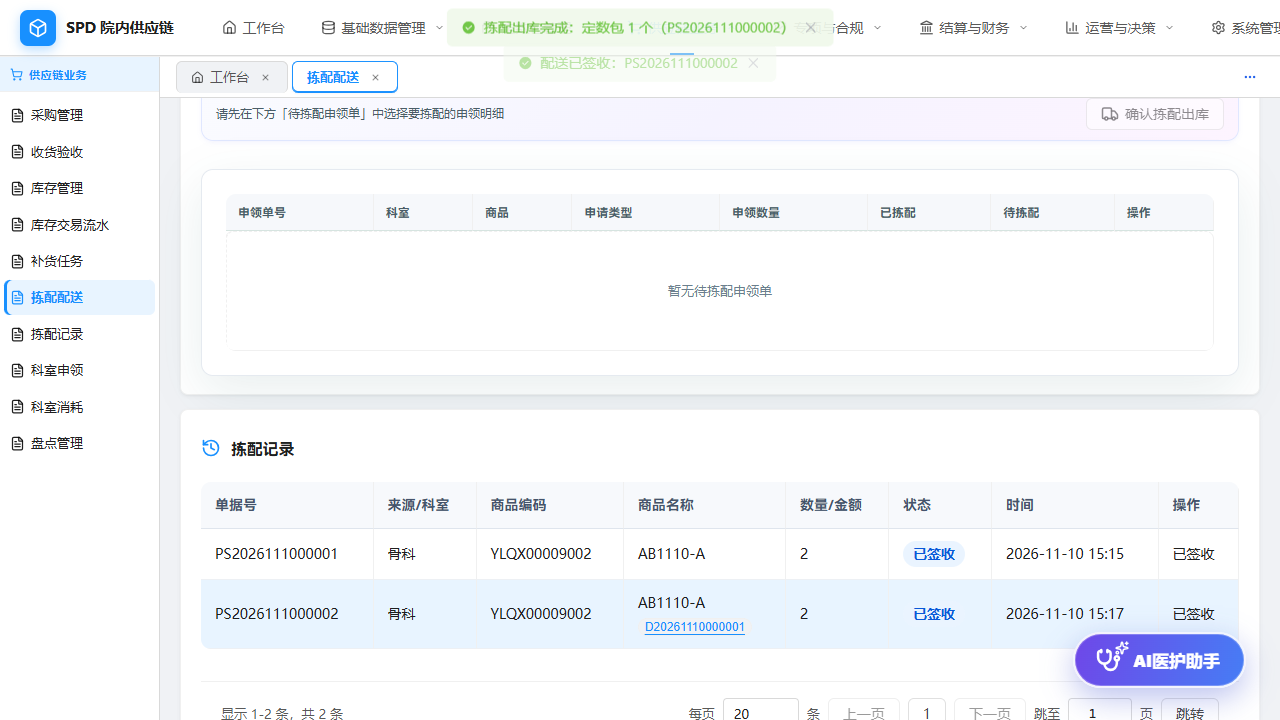 SPD 院内供应链
工作台
基础数据管理
合规
结算与财务
运营与决策
系统管理
拣配出库完成：定数包 1 个（PS2026111000002）
配送已签收：PS2026111000002
供应链业务
工作台
拣配配送
采购管理
收货验收
库存管理
库存交易流水
补货任务
拣配配送
拣配记录
科室申领
科室消耗
盘点管理
请先在下方「待拣配申领单」中选择要拣配的申领明细
确认拣配出库
申领单号 科室 商品 申请类型 申领数量 已拣配 待拣配 操作
暂无待拣配申领单
拣配记录
单据号 来源/科室 商品编码 商品名称 数量/金额 状态 时间 操作
PS2026111000001 骨科 YLQX00009002 AB1110-A 2 已签收 2026-11-10 15:15 已签收
PS2026111000002 骨科 YLQX00009002 AB1110-A 2 已签收 2026-11-10 15:17 已签收
D20261110000001
AI医护助手
显示 1-2 条，共 2 条 每页 20 条 上一页 1 下一页 跳至 1 页 跳转